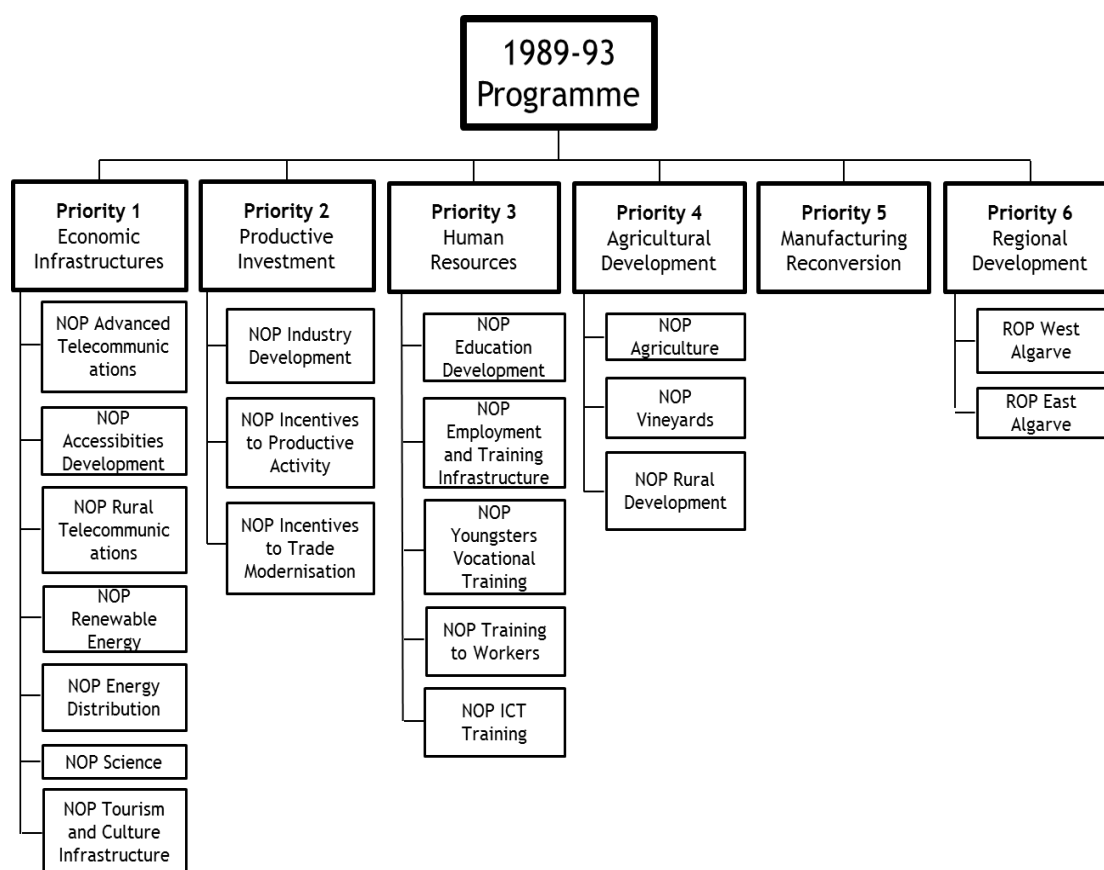 1989-93
Programme
Priority 1
Economic
Infrastructures
NOP Advanced
Telecommunic
ations
NOP
Accessibities
Development
NOP Rural
Telecommunic
ations
NOP
Renewable
Energy
NOP Energy
Distribution
NOP Science
NOP Tourism
and Culture
Infrastructure
Priority 2
Productive
Investment
NOP Industry
Development
NOP Incentives
to Productive
Activity
NOP Incentives
to Trade
Modernisation
Priority 3
Human
Resources
NOP
Education
Development
NOP
Employment
and Training
Infrastructure
NOP
Youngsters
Vocational
Training
NOP Training
to Workers
NOP ICT
Training
Priority 4
Agricultural
Development
NOP
Agriculture
NOP
Vineyards
NOP Rural
Development
Priority 5
Manufacturing
Reconversion
Priority 6
Regional
Development
ROP West
Algarve
ROP East
Algarve